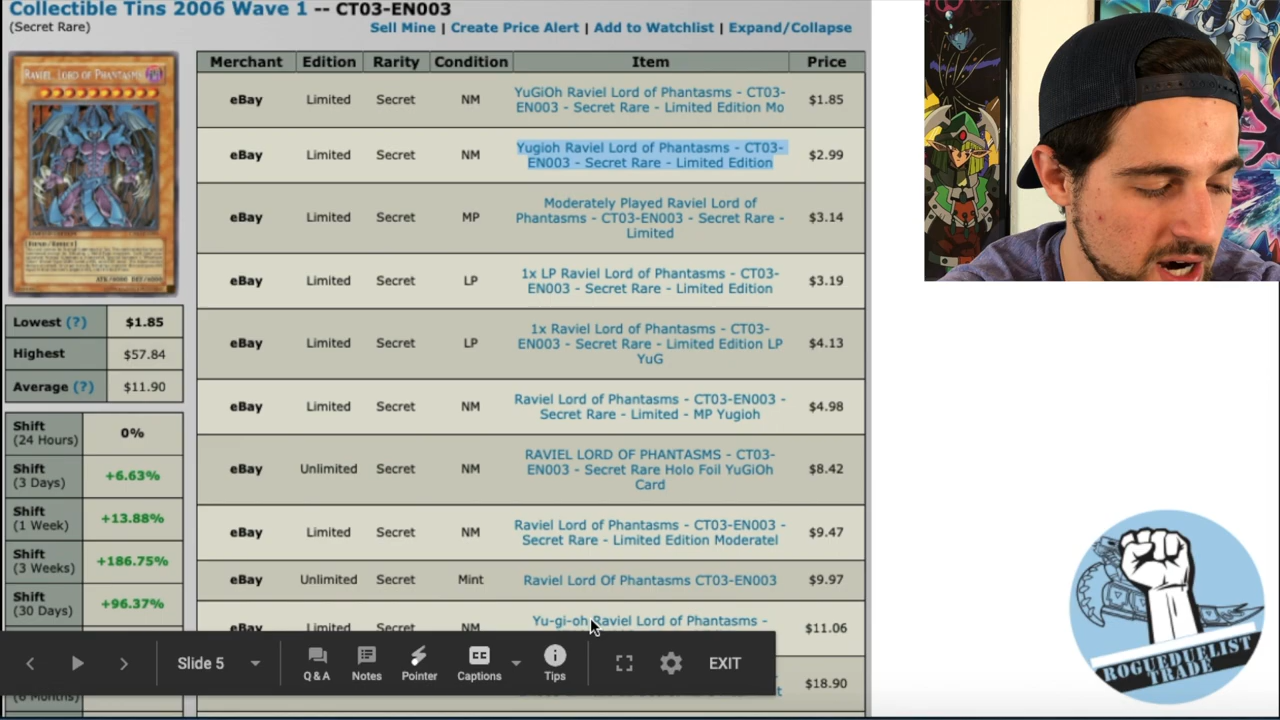 Collectible Tins 2006 Wave 1 -- CT03-EN003
(Secret Rare)
Sell Mine | Create Price Alert | Add to Watchlist | Expand/Collapse
RAVIEL, LORD OF PHANTASMS
Merchant Edition Rarity Condition Item Price
eBay Limited Secret NM YuGiOh Raviel Lord of Phantasms - CT03-
EN003 - Secret Rare - Limited Edition Mo $1.85
eBay Limited Secret NM Yugioh Raviel Lord of Phantasms - CT03-
EN003 - Secret Rare - Limited Edition $2.99
eBay Limited Secret MP Moderately Played Raviel Lord of
Phantasms - CT03-EN003 - Secret Rare -
Limited $3.14
eBay Limited Secret LP 1x LP Raviel Lord of Phantasms - CT03-
EN003 - Secret Rare - Limited Edition $3.19
eBay Limited Secret LP 1x Raviel Lord of Phantasms - CT03-
EN003 - Secret Rare - Limited Edition LP
YuG $4.13
eBay Limited Secret NM Raviel Lord of Phantasms - CT03-EN003 -
Secret Rare - Limited - MP Yugioh $4.98
eBay Unlimited Secret NM RAVIEL LORD OF PHANTASMS - CT03-
EN003 - Secret Rare Holo Foil YuGiOh
Card $8.42
eBay Limited Secret NM Raviel Lord of Phantasms - CT03-EN003 -
Secret Rare - Limited Edition Moderatel $9.47
eBay Unlimited Secret Mint Raviel Lord Of Phantasms CT03-EN003 $9.97
eBay Limited Secret NM Yu-gi-oh Raviel Lord of Phantasms - $11.06
$18.90
Lowest (?) $1.85
Highest $57.84
Average (?) $11.90
Shift
(24 Hours) 0%
Shift
(3 Days) +6.63%
Shift
(1 Week) +13.88%
Shift
(3 Weeks) +186.75%
Shift
(30 Days) +96.37%
(6 Months)
Slide 5
Q & A Notes Pointer Captions Tips EXIT
ROGUEDUELIST
TRADE